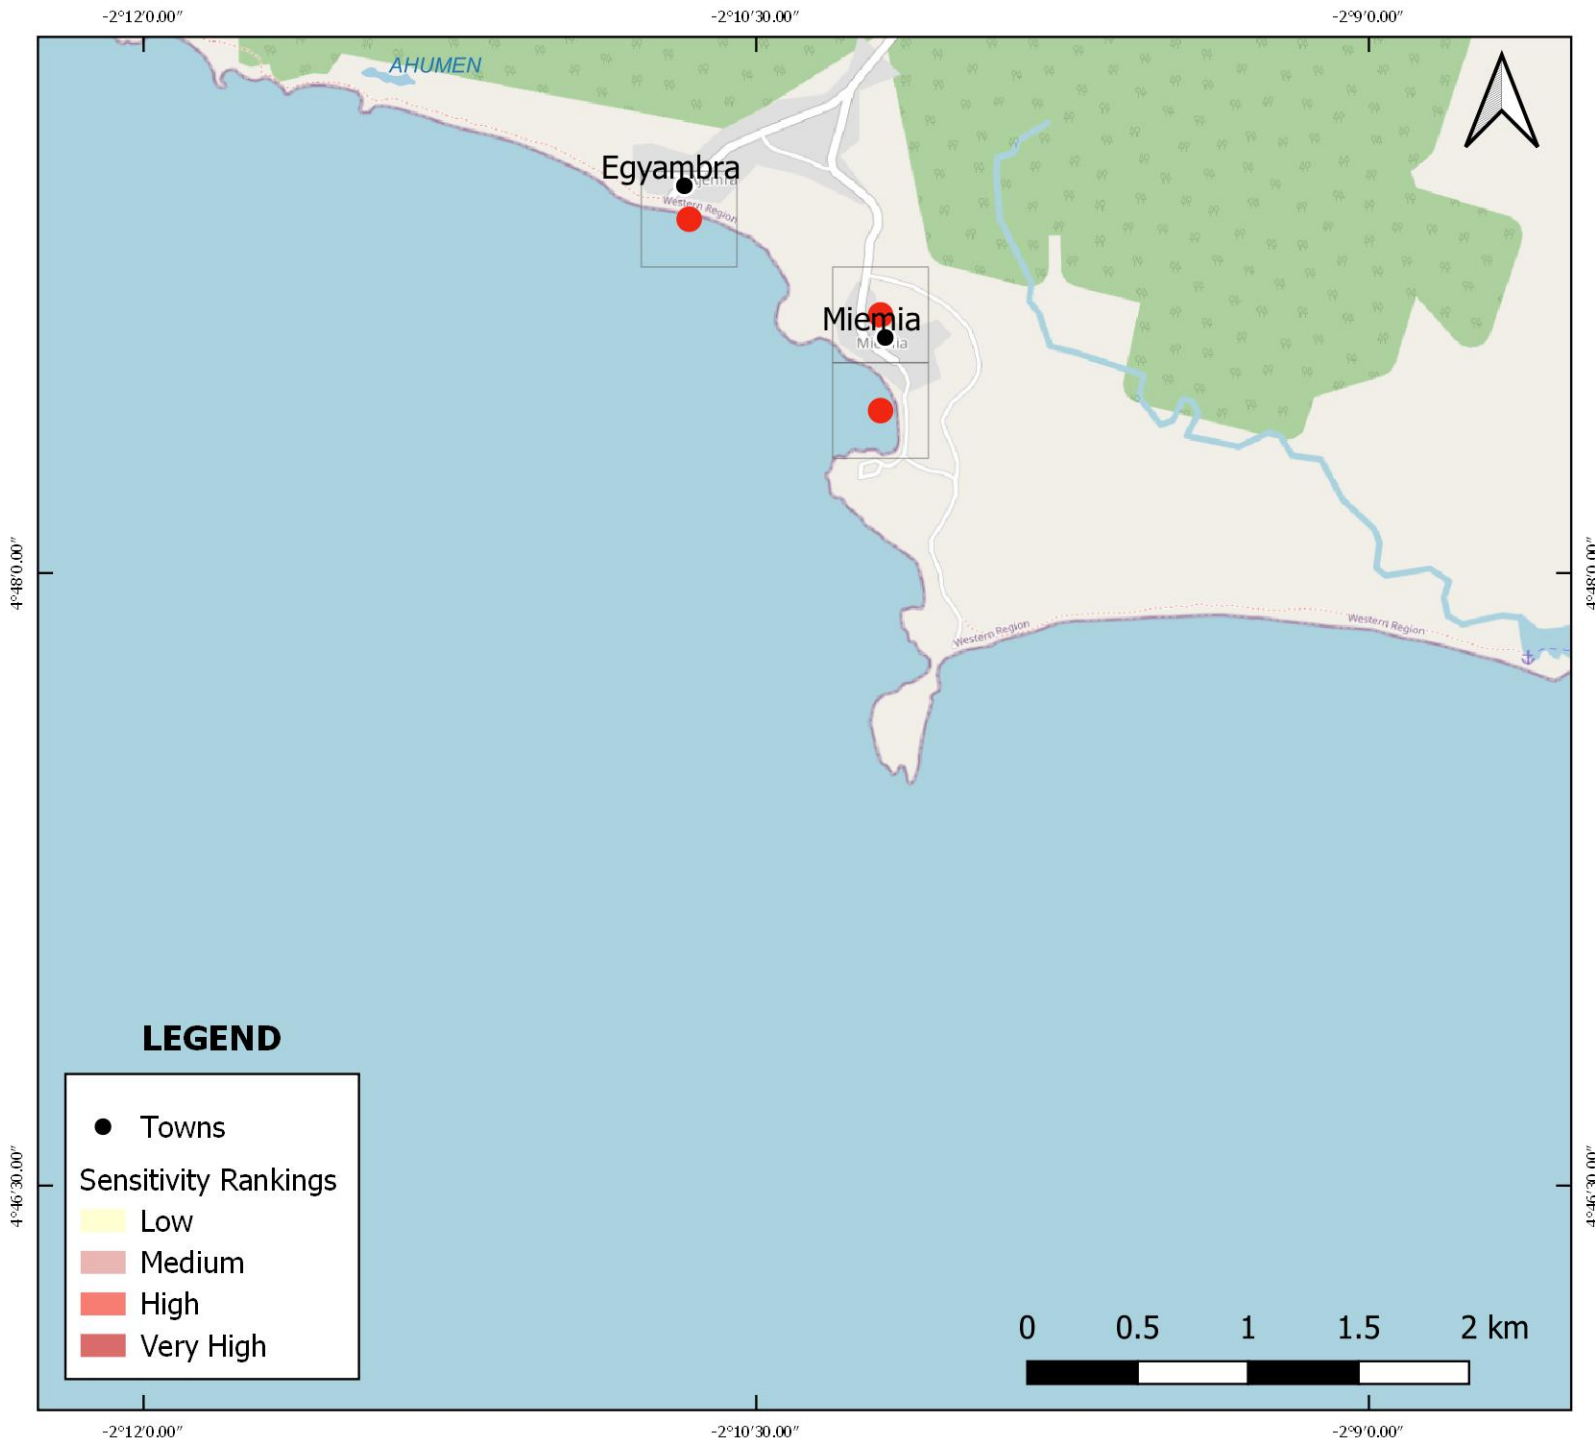 -2°12′0.00″
-2°10′30.00″
-2°9′0.00″
AHUMEN
Egyambra
Western Region
Miemia
4°48′0.00″
4°48′0.00″
Western Region
Western Region
LEGEND
Towns
Sensitivity Rankings
Low
Medium
High
Very High
4°46′30.00″
4°46′30.00″
0 0.5 1 1.5 2 km
-2°12′0.00″
-2°10′30.00″
-2°9′0.00″